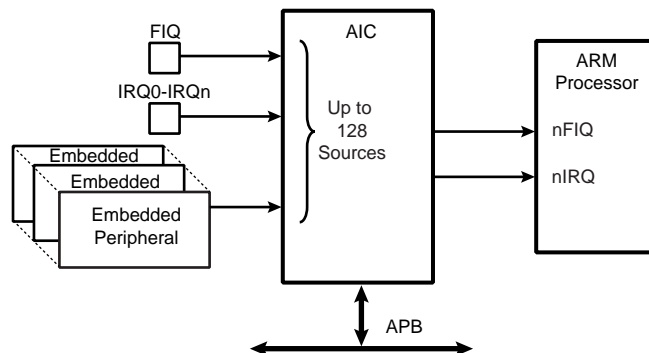 FIQ
IRQ0-IRQn
Embedded
Embedded
Embedded
Peripheral
AIC
Up to
128
Sources
ARM
Processor
nFIQ
nIRQ
APB